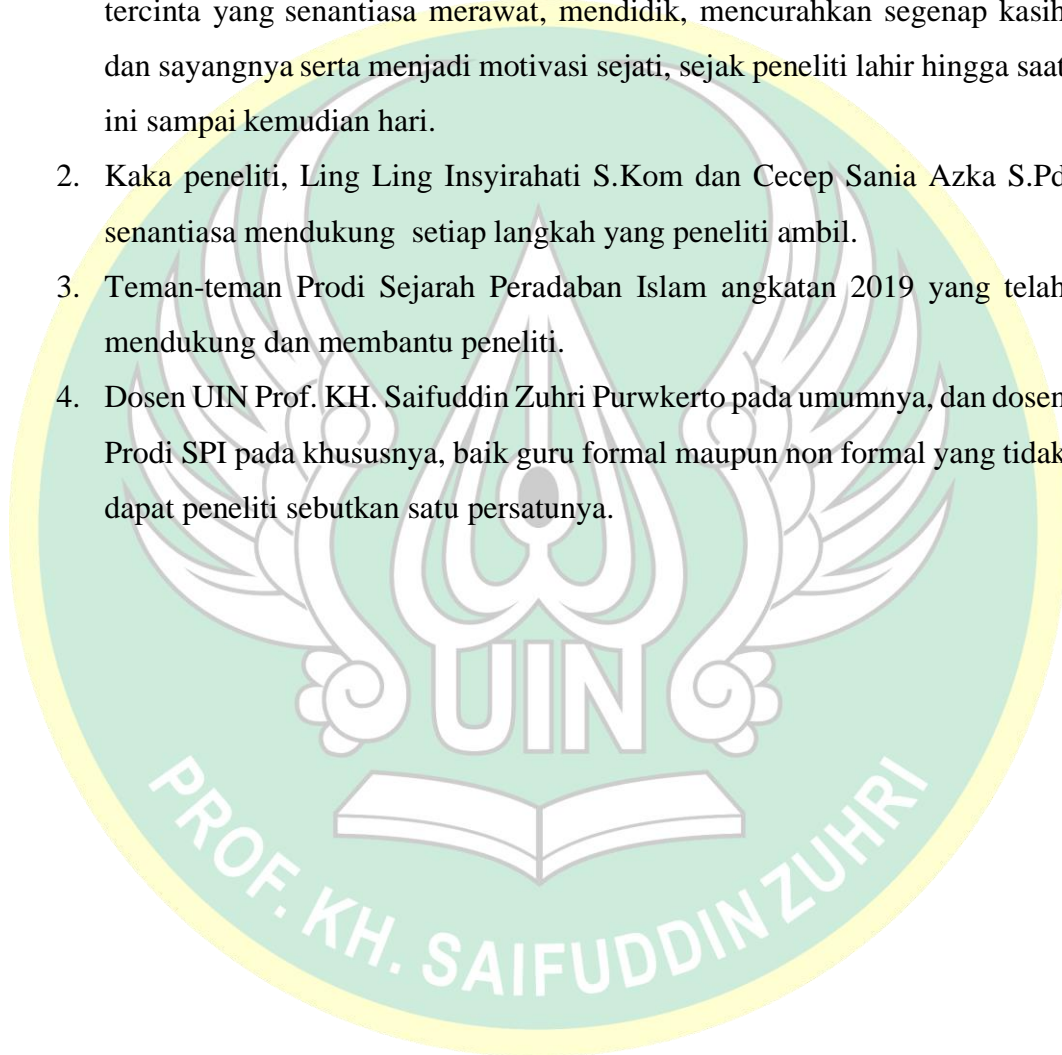 tercinta yang senantiasa merawat, mendidik, mencurahkan segenap kasih
dan sayangnya serta menjadi motivasi sejati, sejak peneliti lahir hingga saat
ini sampai kemudian hari.
2. Kaka peneliti, Ling Ling Insyirahati S.Kom dan Cecep Sania Azka S.Pd
senantiasa mendukung setiap langkah yang peneliti ambil.
3. Teman-teman Prodi Sejarah Peradaban Islam angkatan 2019 yang telah
mendukung dan membantu peneliti.
4. Dosen UIN Prof. KH. Saifuddin Zuhri Purwkerto pada umumnya, dan dosen
Prodi SPI pada khususnya, baik guru formal maupun non formal yang tidak
dapat peneliti sebutkan satu persatunya.
UIN
PROF. KH. SAIFUDDIN ZUHRI